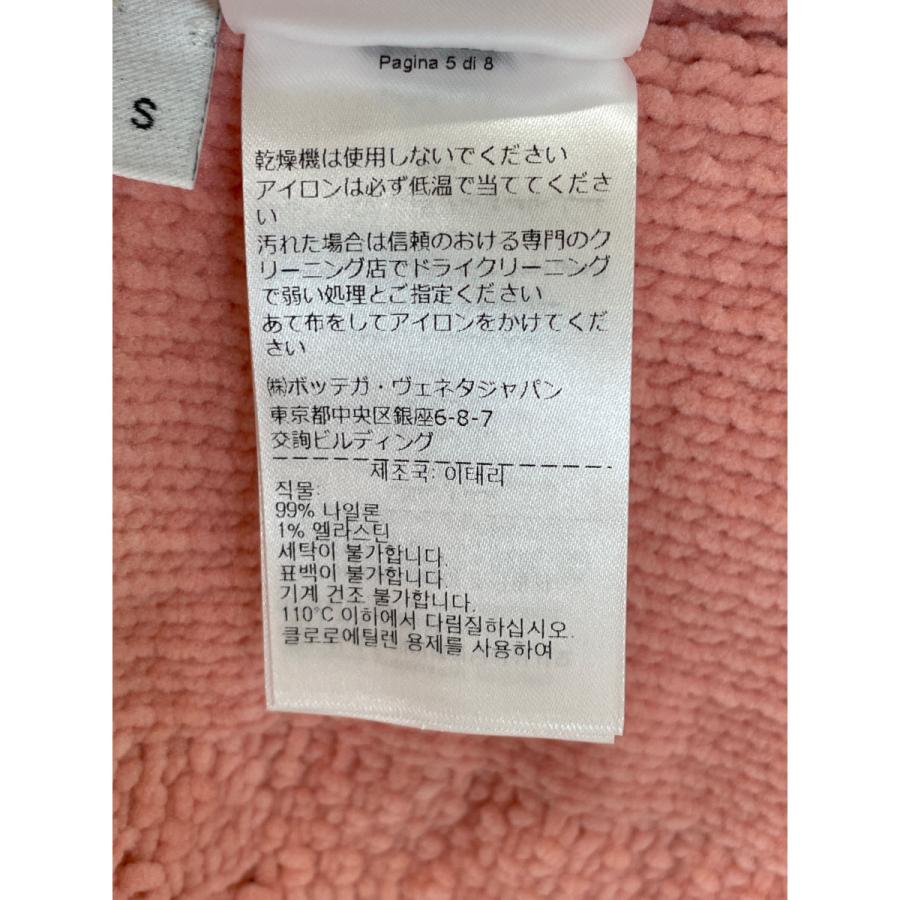 S
Pagina 5 di 8
乾燥機は使用しないでください
アイロンは必ず低温で当ててくださ
い
汚れた場合は信頼のおける専門のク
リーニング店でドライクリーニング
で弱い処理とご指定ください
あて布をしてアイロンをかけてくだ
さい
㈱ボッテガ・ヴェネタジャパン
東京都中央区銀座6-8-7
交詢ビルディング
제조국: 이태리
직물:
99% 나일론
1% 엘라스틴
세탁이 불가합니다.
표백이 불가합니다.
기계 건조 불가합니다.
110°C 이하에서 다림질하십시오.
클로로에틸렌 용제를 사용하여